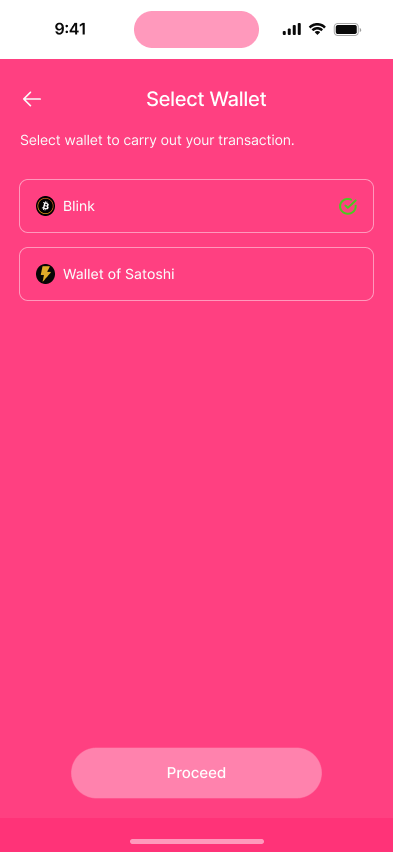 9:41
Select Wallet
Select wallet to carry out your transaction.
Blink
Wallet of Satoshi
Proceed